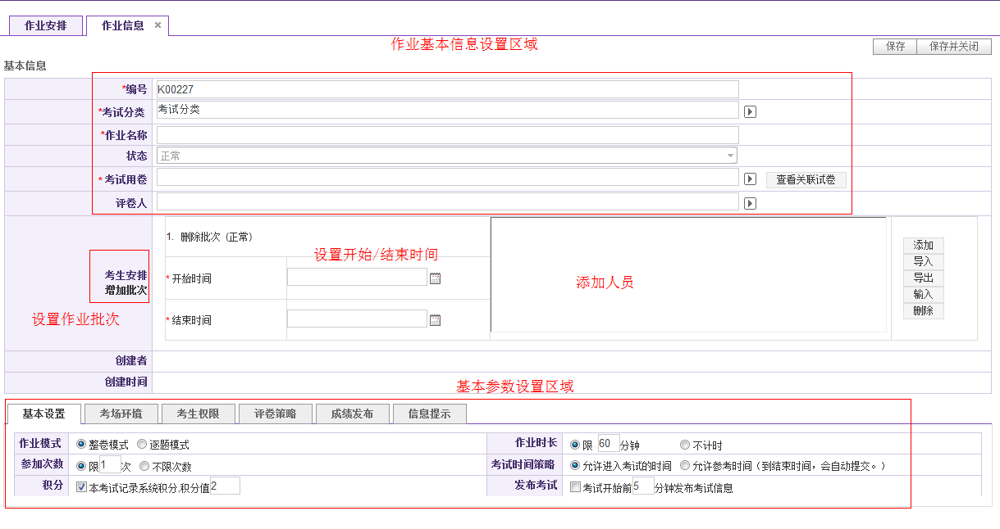 作业安排 作业信息 ×
作业基本信息设置区域
保存 保存并关闭
基本信息
*编号 K00227
*考试分类 考试分类
*作业名称
状态 正常
*考试用卷 查看关联试卷
评卷人
1. 删除批次 (正常)
设置开始/结束时间
添加
导入
考生安排 *开始时间 添加人员 导出
增加批次 输入
设置作业批次 *结束时间 删除
创建者
创建时间
基本参数设置区域
基本设置 考场环境 考生权限 评卷策略 成绩发布 信息提示
作业模式 整卷模式 逐题模式 作业时长 限 60 分钟 不计时
参加次数 限 1 次 不限次数 考试时间策略 允许进入考试的时间 允许参考时间（到结束时间，会自动提交。）
积分 本考试记录系统积分,积分值 2 发布考试 考试开始前 5 分钟发布考试信息